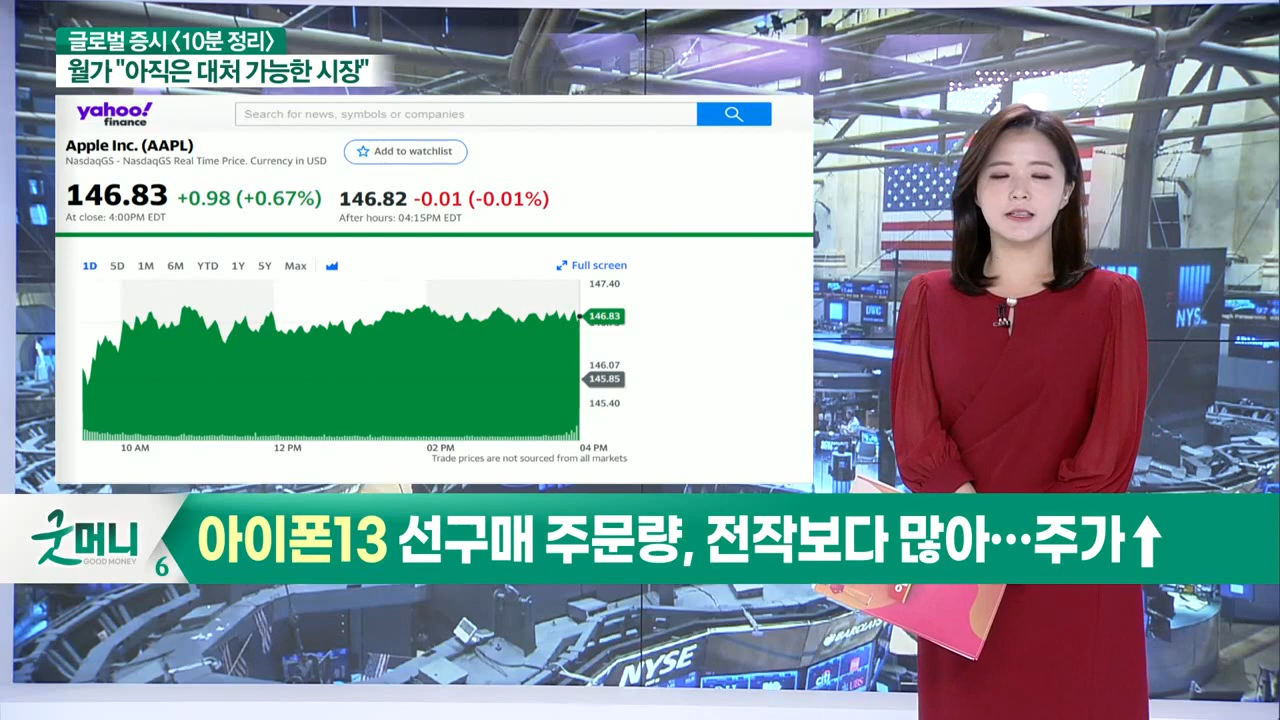 글로벌 증시 〈10분 정리〉
월가 "아직은 대처 가능한 시장"
yahoo!
finance
Search for news, symbols or companies
Apple Inc. (AAPL)
NasdaqGS - NasdaqGS Real Time Price. Currency in USD
Add to watchlist
146.83 +0.98 (+0.67%) 146.82 -0.01 (-0.01%)
At close: 4:00PM EDT After hours: 04:15PM EDT
1D 5D 1M 6M YTD 1Y 5Y Max Full screen
147.40
146.83
146.07
145.85
145.40
10 AM 12 PM 02 PM 04 PM
Trade prices are not sourced from all markets
NYS
굿머니
GOOD MONEY
6
아이폰13 선구매 주문량, 전작보다 많아…주가↑
NYSE
BARCLAYS
citi
UBS